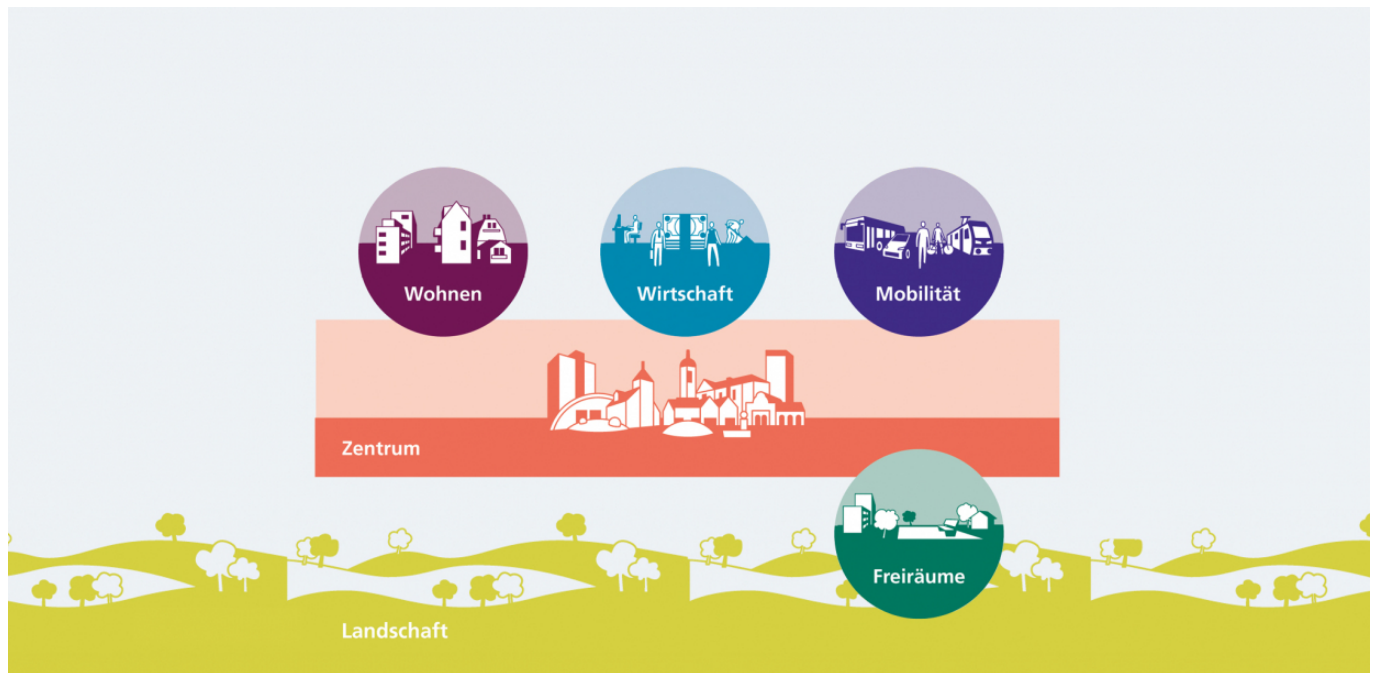 Wohnen
Wirtschaft
Mobilität
Zentrum
Freiräume
Landschaft